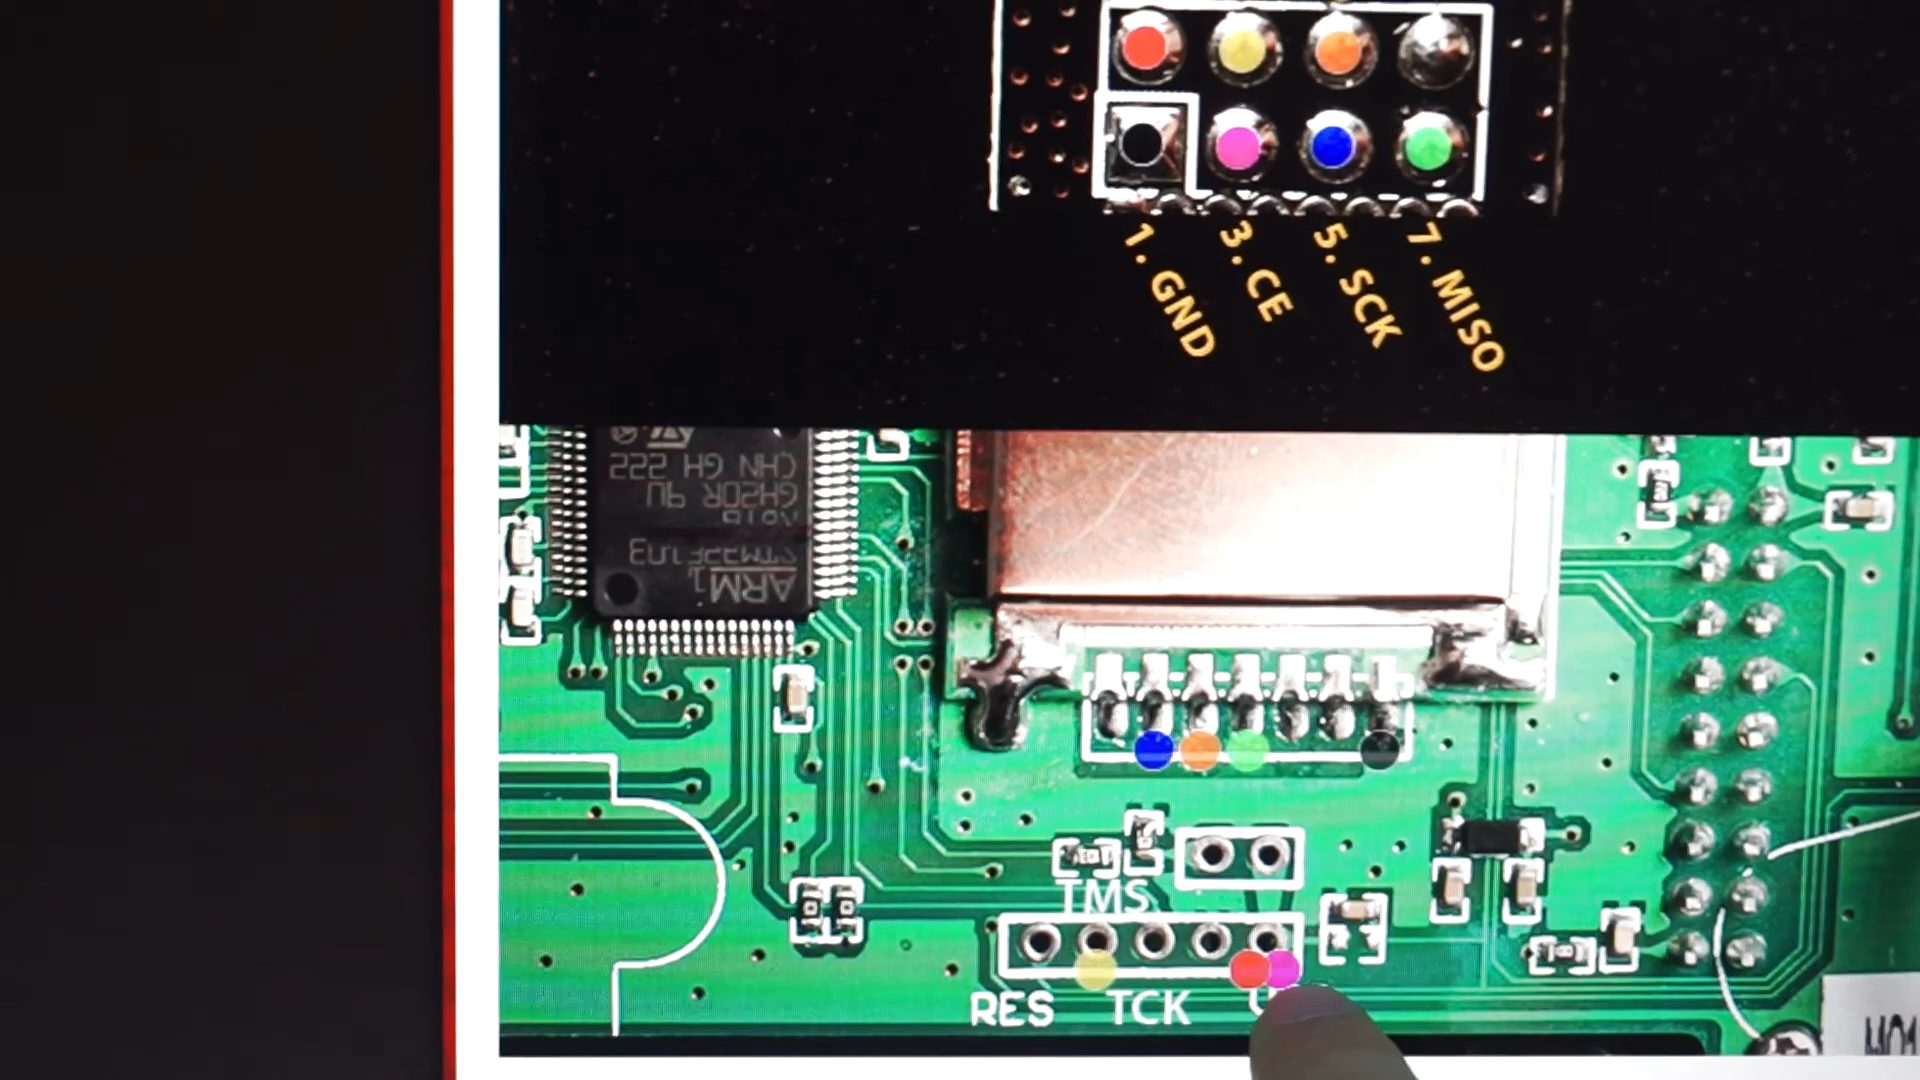 1. GND
3. CE
5. SCK
7. MISO
CHN GH 222
GH20R 9U
STM32F103
ARM
TMS
RES
TCK